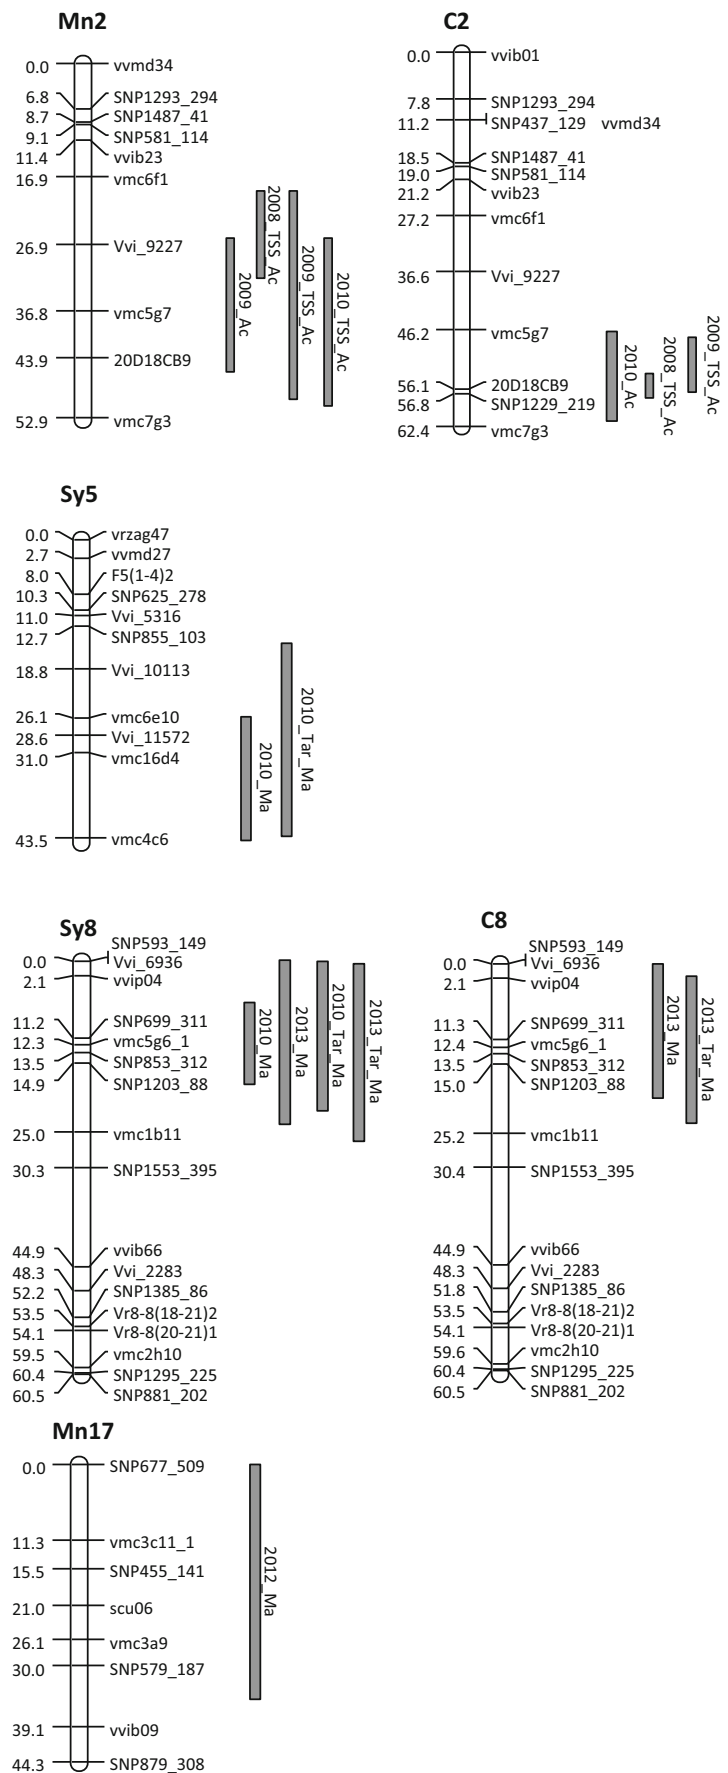 Mn2
0.0 vvmd34
6.8 SNP1293_294
8.7 SNP1487_41
9.1 SNP581_114
11.4 vvib23
16.9 vmc6f1
26.9 Vvi_9227
36.8 vmc5g7
43.9 20D18CB9
52.9 vmc7g3
2009_Ac
2008_TSS_Ac
2009_TSS_Ac
2010_TSS_Ac
C2
0.0 vvib01
7.8 SNP1293_294
11.2 SNP437_129 vvmd34
18.5 SNP1487_41
19.0 SNP581_114
21.2 vvib23
27.2 vmc6f1
36.6 Vvi_9227
46.2 vmc5g7
56.1 20D18CB9
56.8 SNP1229_219
62.4 vmc7g3
2010_Ac
2008_TSS_Ac
2009_TSS_Ac
Sy5
0.0 vrzag47
2.7 vvmd27
8.0 F5(1-4)2
10.3 SNP625_278
11.0 Vvi_5316
12.7 SNP855_103
18.8 Vvi_10113
26.1 vmc6e10
28.6 Vvi_11572
31.0 vmc16d4
43.5 vmc4c6
2010_Ma
2010_Tar_Ma
Sy8
SNP593_149
0.0 Vvi_6936
2.1 vvip04
11.2 SNP699_311
12.3 vmc5g6_1
13.5 SNP853_312
14.9 SNP1203_88
25.0 vmc1b11
30.3 SNP1553_395
44.9 vvib66
48.3 Vvi_2283
52.2 SNP1385_86
53.5 Vr8-8(18-21)2
54.1 Vr8-8(20-21)1
59.5 vmc2h10
60.4 SNP1295_225
60.5 SNP881_202
2010_Ma
2013_Ma
2010_Tar_Ma
2013_Tar_Ma
C8
SNP593_149
0.0 Vvi_6936
2.1 vvip04
11.3 SNP699_311
12.4 vmc5g6_1
13.5 SNP853_312
15.0 SNP1203_88
25.2 vmc1b11
30.4 SNP1553_395
44.9 vvib66
48.3 Vvi_2283
51.8 SNP1385_86
53.5 Vr8-8(18-21)2
54.1 Vr8-8(20-21)1
59.6 vmc2h10
60.4 SNP1295_225
60.5 SNP881_202
2013_Ma
2013_Tar_Ma
Mn17
0.0 SNP677_509
11.3 vmc3c11_1
15.5 SNP455_141
21.0 scu06
26.1 vmc3a9
30.0 SNP579_187
39.1 vvib09
44.3 SNP879_308
2012_Ma